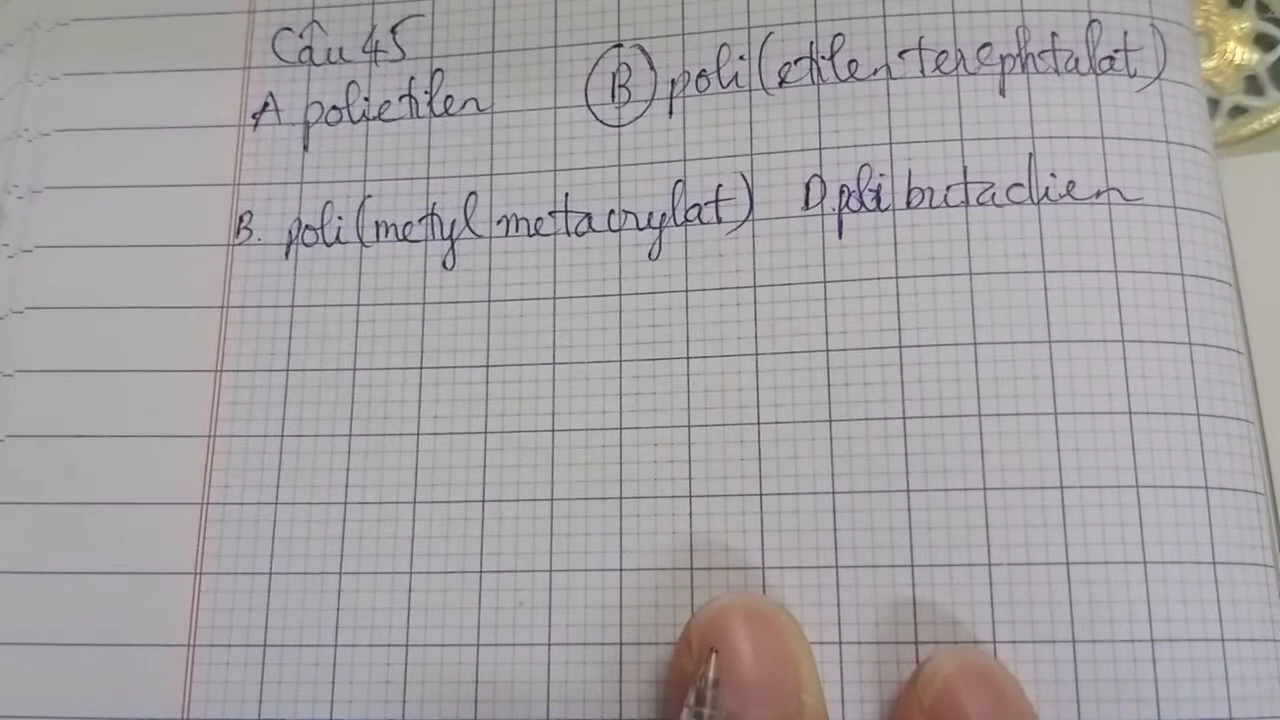 Câu 45
A polietilen B poli(etilen terephtalat)
B. poli(metyl metacrylat) D. poli butadien